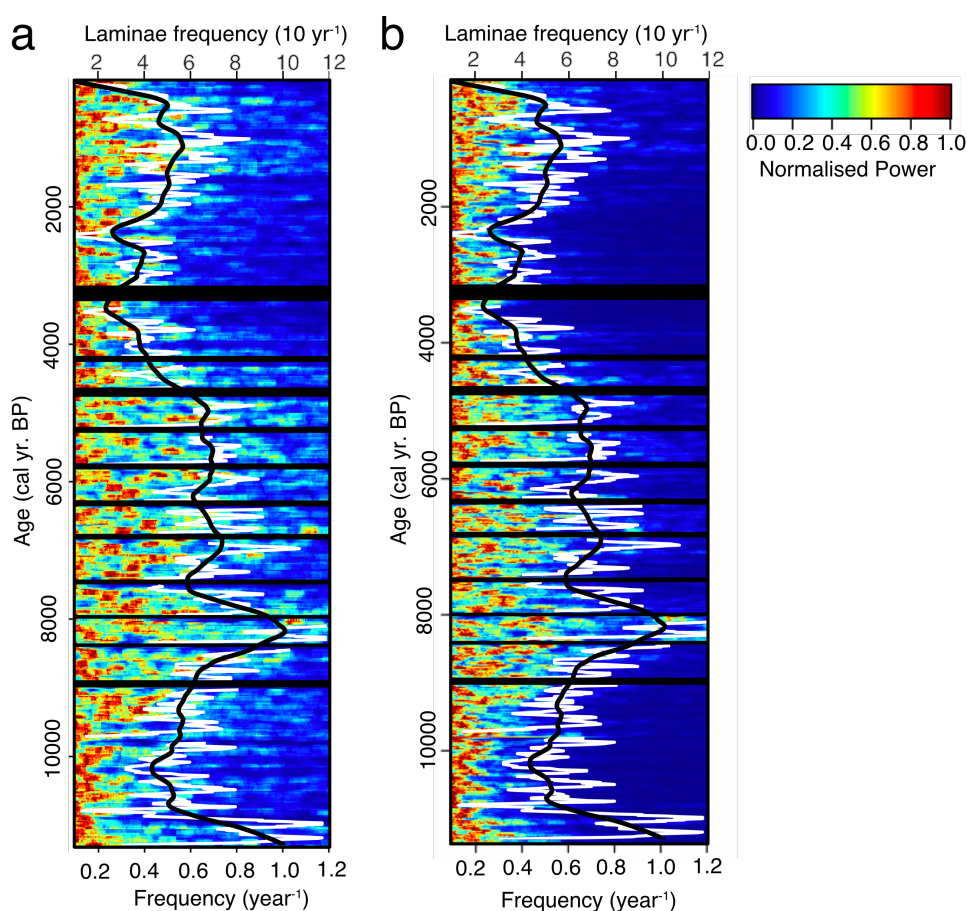 a
Laminae frequency (10 yr⁻¹)
2 4 6 8 10 12
b
Laminae frequency (10 yr⁻¹)
2 4 6 8 10 12
0.0 0.2 0.4 0.6 0.8 1.0
Normalised Power
Age (cal yr. BP)
2000
4000
6000
8000
10000
Age (cal yr. BP)
2000
4000
6000
8000
10000
0.2 0.4 0.6 0.8 1.0 1.2
Frequency (year⁻¹)
0.2 0.4 0.6 0.8 1.0 1.2
Frequency (year⁻¹)